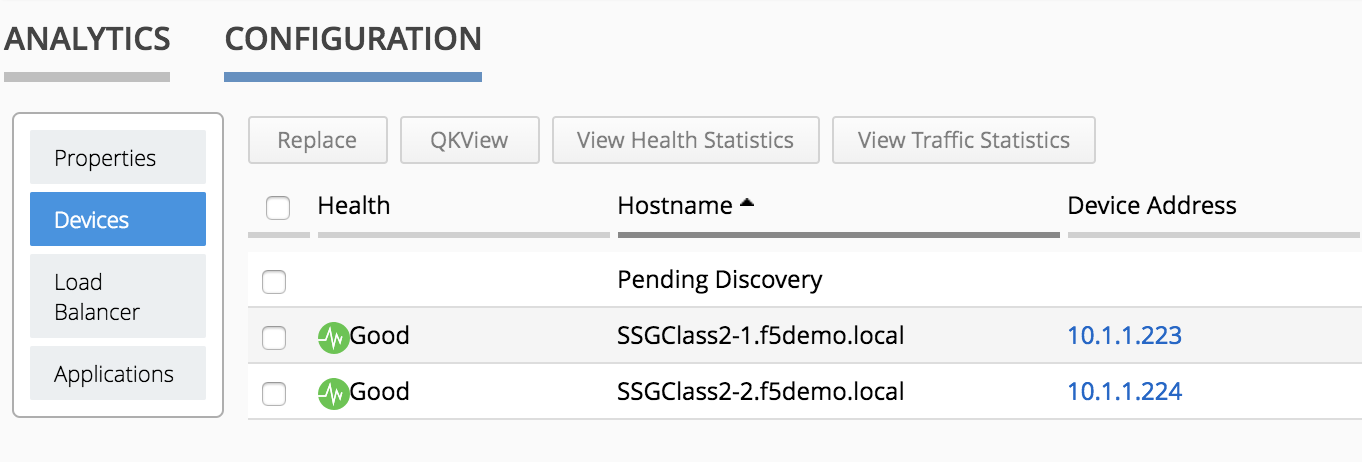 ANALYTICS CONFIGURATION
Properties
Devices
Load
Balancer
Applications
Replace QKView View Health Statistics View Traffic Statistics
Health Hostname Device Address
Pending Discovery
Good SSGClass2-1.f5demo.local 10.1.1.223
Good SSGClass2-2.f5demo.local 10.1.1.224